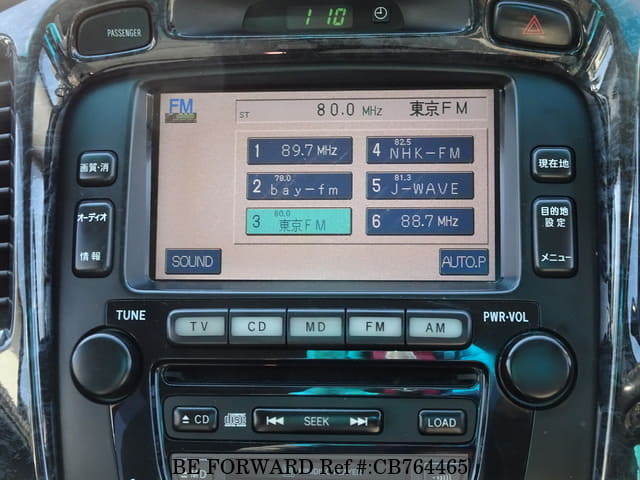 PASSENGER
1:10
FM
ST 80.0 MHz 東京FM
1 89.7 MHz
82.5
4 NHK-FM
78.0
2 bay-fm
81.3
5 J-WAVE
80.0
3 東京FM
6 88.7 MHz
SOUND
AUTO.P
画質・消
オーディオ
情報
現在地
目的地
設定
メニュー
TUNE
PWR·VOL
TV CD MD FM AM
CD
SEEK
LOAD
BE FORWARD Ref #:CB764465